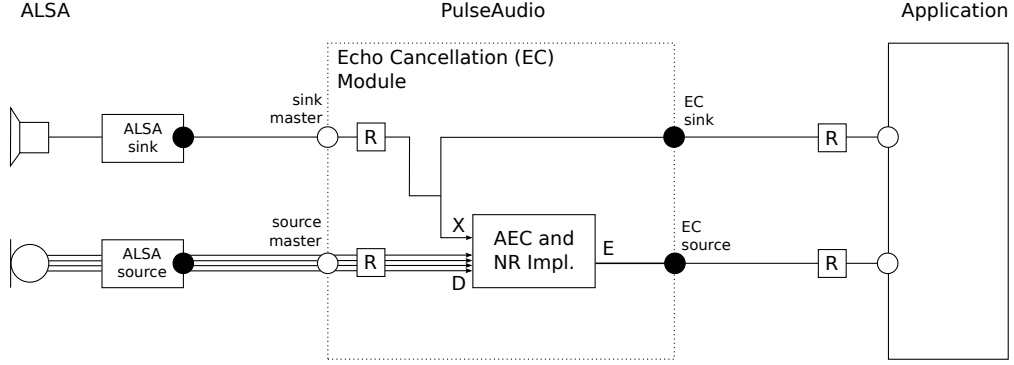 ALSA
PulseAudio
Application
Echo Cancellation (EC)
Module
sink
master
EC
sink
ALSA
sink
R
R
source
master
X
AEC and
NR Impl.
E
EC
source
ALSA
source
R
D
R